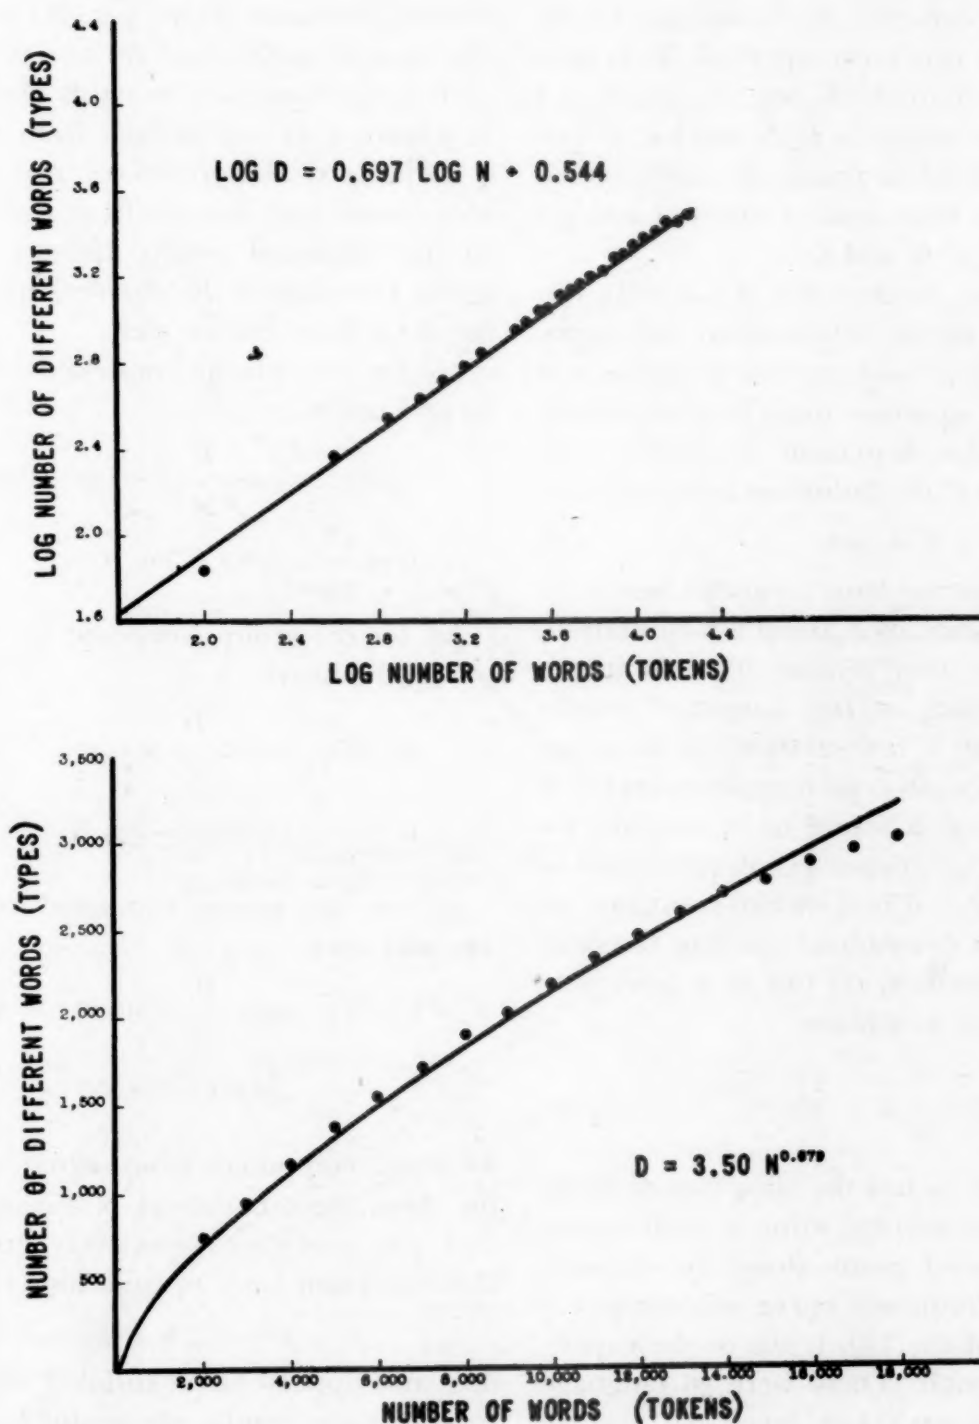 LOG NUMBER OF DIFFERENT WORDS (TYPES)
4.4
4.0
3.6
3.2
2.8
2.4
2.0
1.6
LOG D = 0.697 LOG N + 0.544
2.0 2.4 2.8 3.2 3.6 4.0 4.4
LOG NUMBER OF WORDS (TOKENS)
NUMBER OF DIFFERENT WORDS (TYPES)
3,500
3,000
2,500
2,000
1,500
1,000
500
D = 3.50 N^0.679
2,000 4,000 6,000 8,000 10,000 12,000 14,000 16,000 18,000
NUMBER OF WORDS (TOKENS)